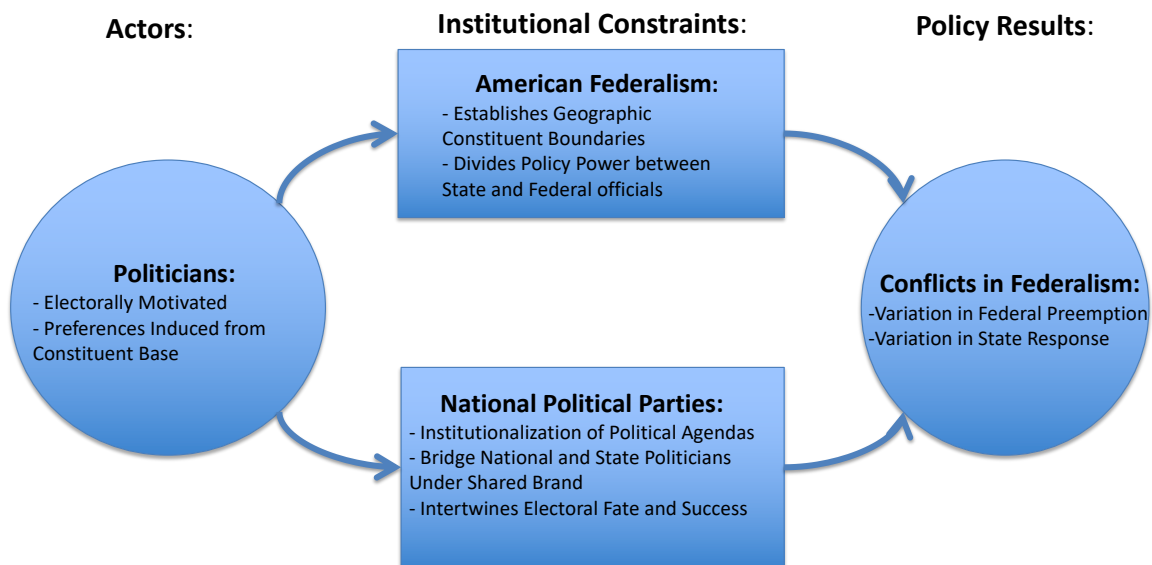 Actors:
Institutional Constraints:
Policy Results:
Politicians:
- Electorally Motivated
- Preferences Induced from
Constituent Base
American Federalism:
- Establishes Geographic
Constituent Boundaries
- Divides Policy Power between
State and Federal officials
National Political Parties:
- Institutionalization of Political Agendas
- Bridge National and State Politicians
Under Shared Brand
- Intertwines Electoral Fate and Success
Conflicts in Federalism:
-Variation in Federal Preemption
-Variation in State Response